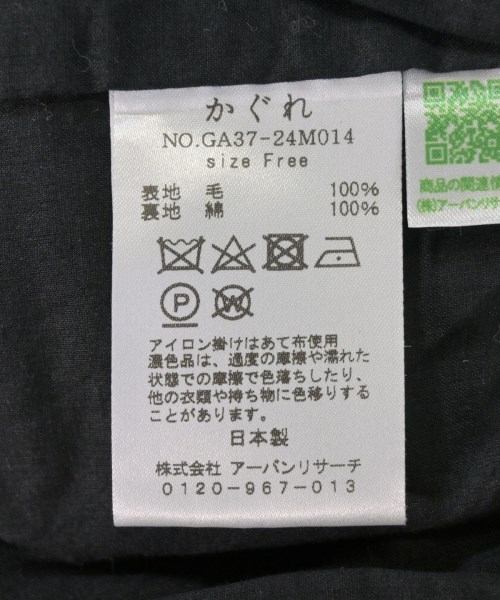 かぐれ
NO.GA37-24M014
size Free
表地 毛 100%
裏地 綿 100%
P
W
アイロン掛けはあて布使用
濃色品は、過度の摩擦や濡れた
状態での摩擦で色落ちしたり、
他の衣類や持ち物に色移りする
ことがあります。
日本製
株式会社 アーバンリサーチ
0120-967-013
商品の関連情
(株)アーバンリサ